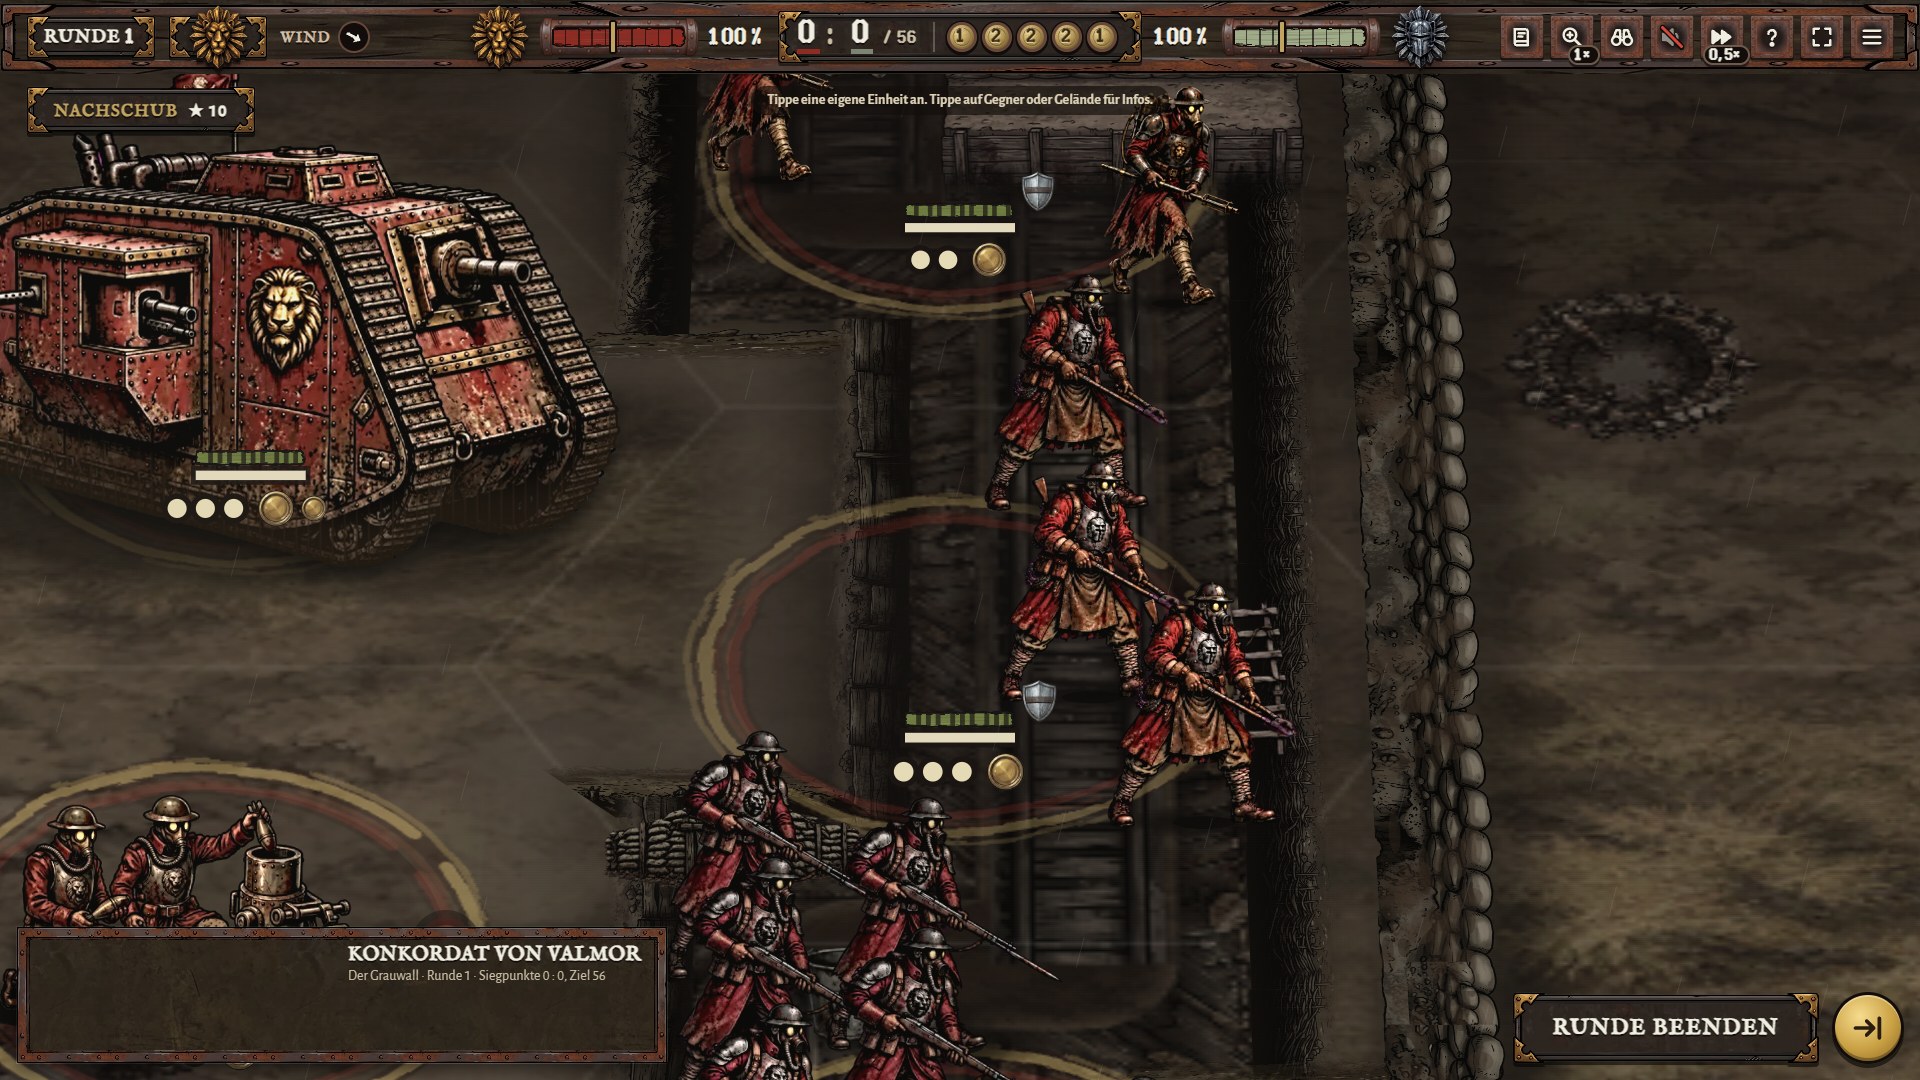 RUNDE 1
WIND
100 %
0 : 0 / 56
1 2 2 2 1
100 %
1×
0,5×
?
NACHSCHUB ★ 10
Tippe eine eigene Einheit an. Tippe auf Gegner oder Gelände für Infos.
KONKORDAT VON VALMOR
Der Grauwall · Runde 1 · Siegpunkte 0 : 0, Ziel 56
RUNDE BEENDEN